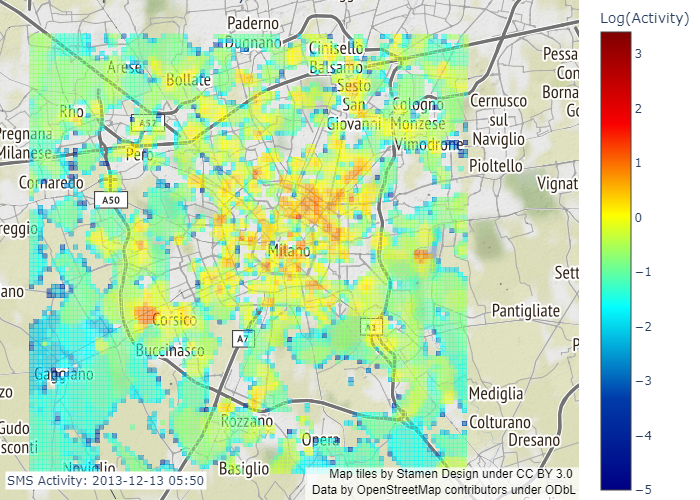 Log(Activity)
Paderno
Dugnano
Cinisello
Balsamo
Arese
Bollate
Sesto
San
Giovanni
Cologno
Monzese
Cernusco
sul
Naviglio
Pessa
Con
Borna
Go
Rho
A52
Pregnana
Milanese
Pero
Vimodrone
Pioltello
Cornaredo
Vignat
A50
reggio
Milano
Sett
ano
Corsico
Pantigliate
A1
A7
Buccinasco
P
Gaggiano
zo
Mediglia
Rozzano
Colturano
Gudo
sconti
Opera
Dresano
Noviglio
Basiglio
SMS Activity: 2013-12-13 05:50
Map tiles by Stamen Design under CC BY 3.0
Data by OpenStreetMap contributors under ODbL
3
2
1
0
−1
−2
−3
−4
−5